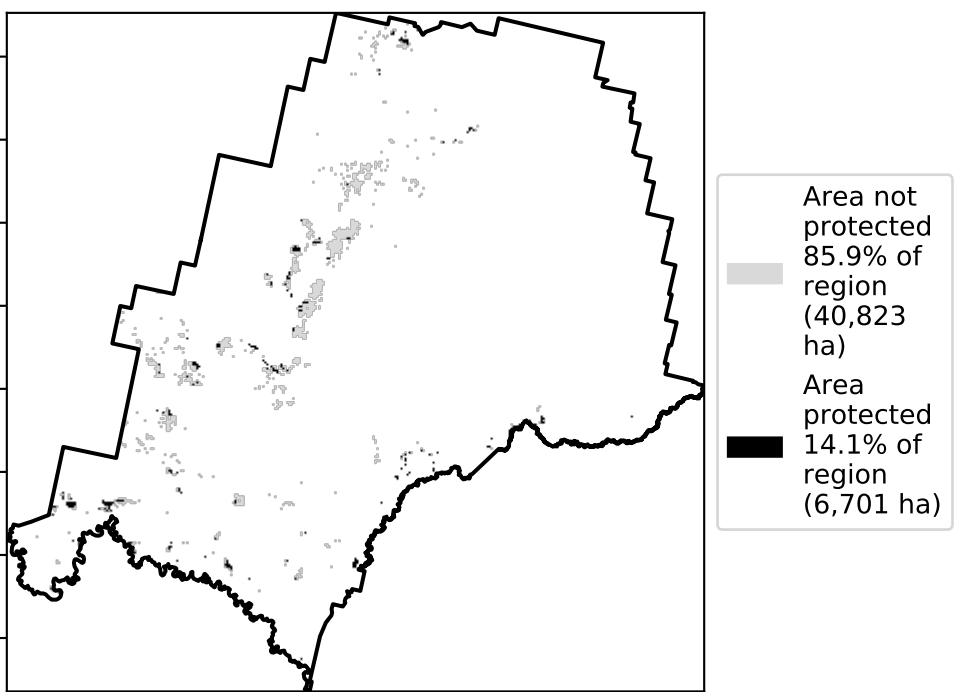 Area not
protected
85.9% of
region
(40,823
ha)
Area
protected
14.1% of
region
(6,701 ha)